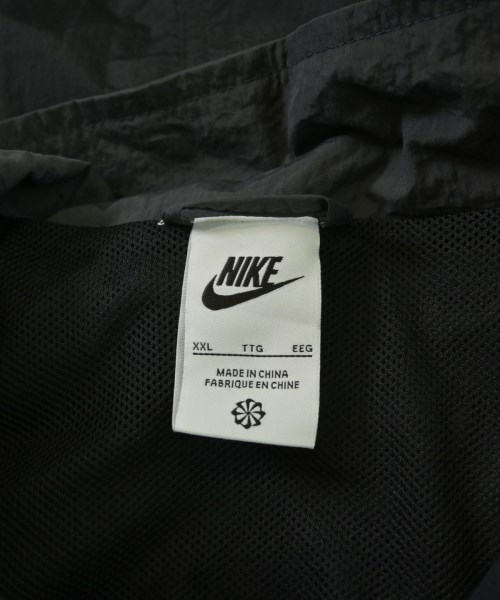 NIKE
XXL TTG EEG
MADE IN CHINA
FABRIQUE EN CHINE